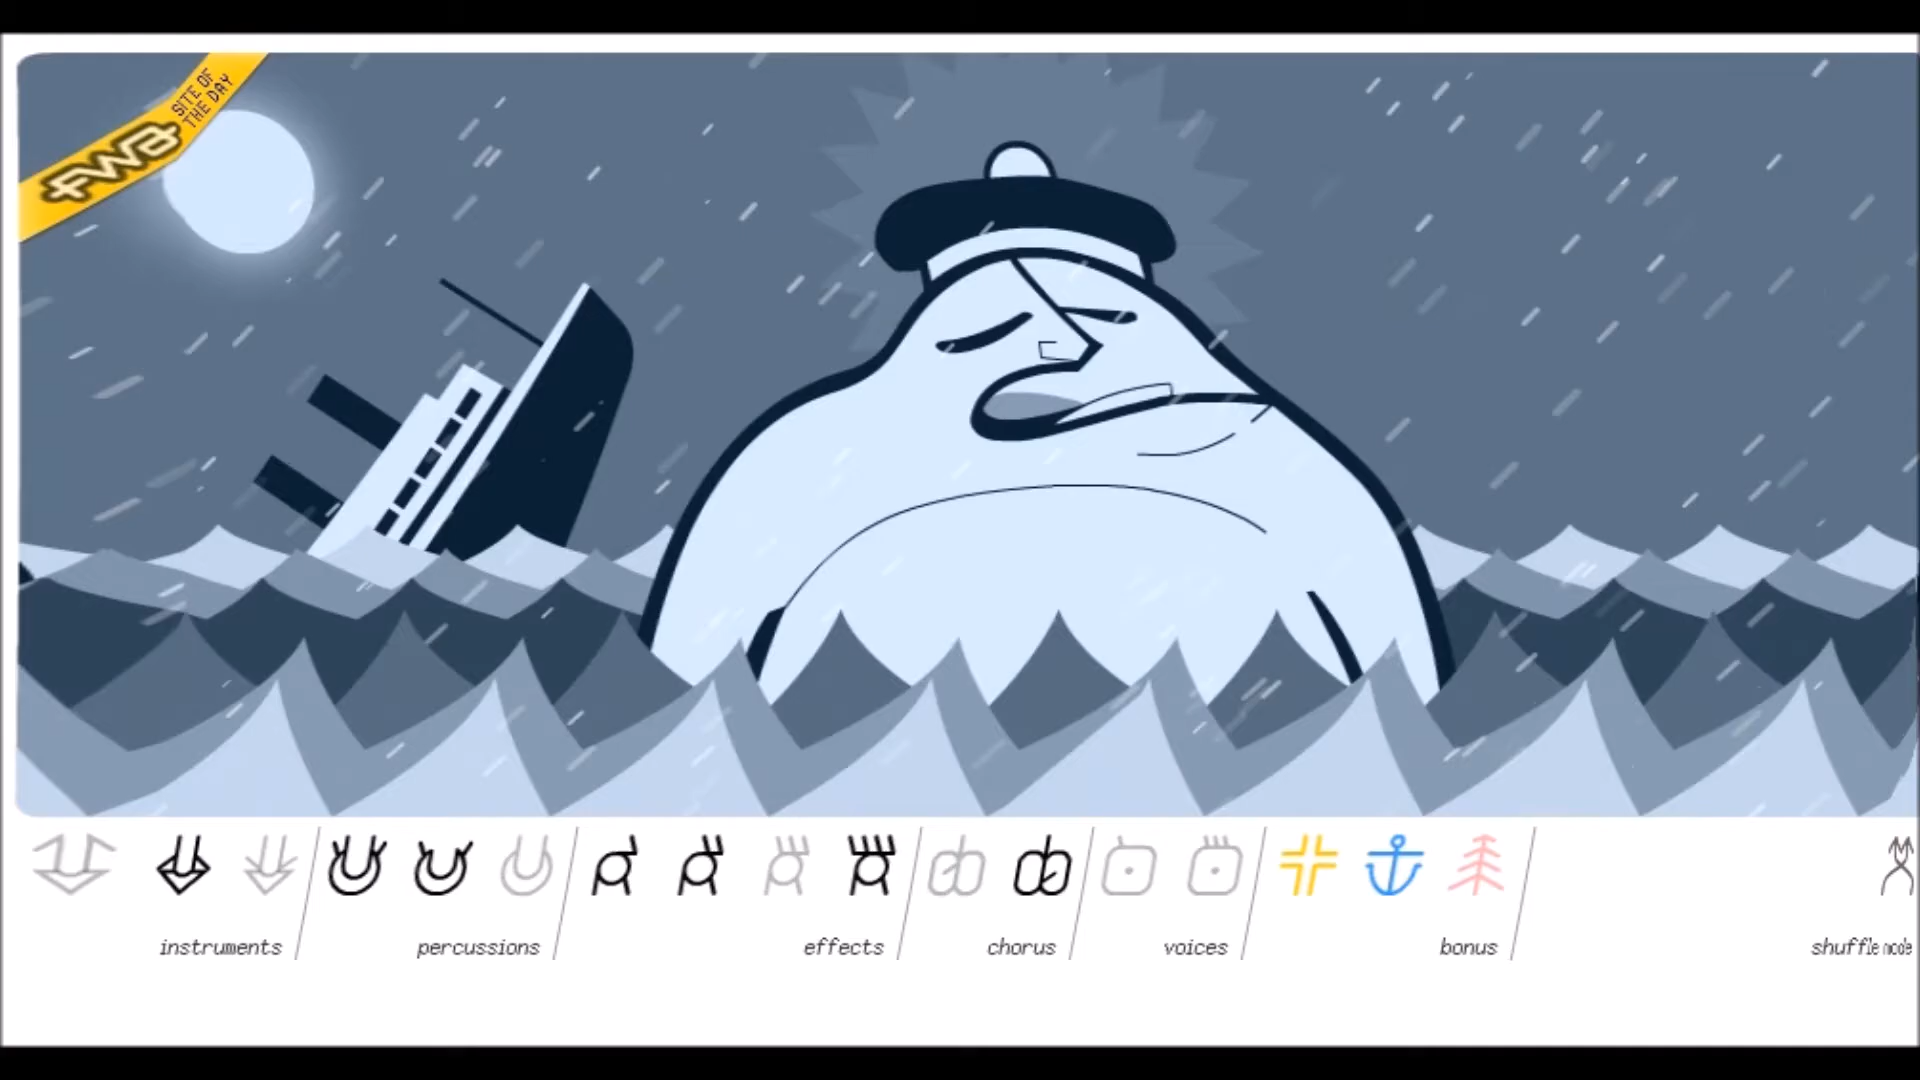 SITE OF
THE DAY
fwa
instruments
percussions
effects
chorus
voices
bonus
shuffle mode